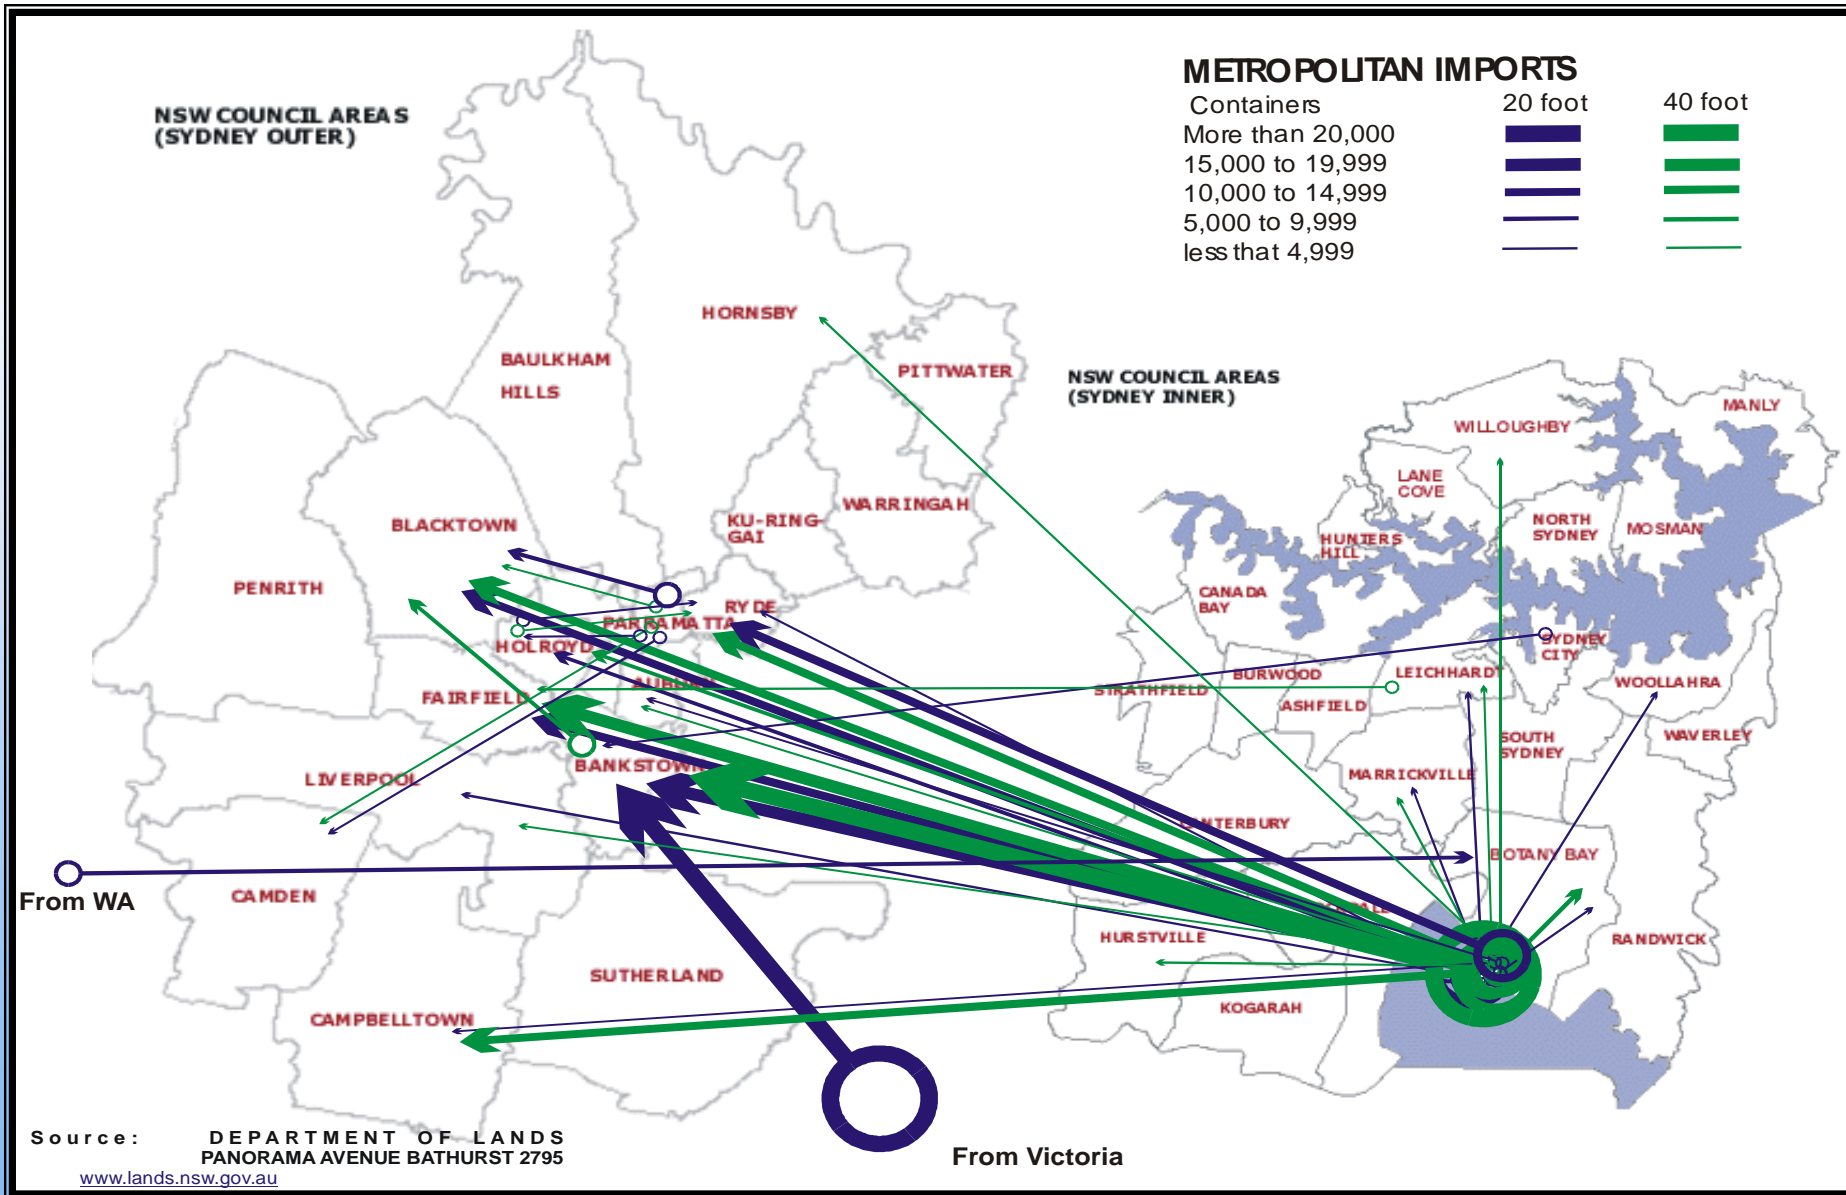 METROPOLITAN IMPORTS
Containers 20 foot 40 foot
More than 20,000
15,000 to 19,999
10,000 to 14,999
5,000 to 9,999
less that 4,999
NSW COUNCIL AREAS
(SYDNEY OUTER)
HORNSBY
BAULKHAM
HILLS
PITTWATER
NSW COUNCIL AREAS
(SYDNEY INNER)
MANLY
WILLOUGHBY
LANE
COVE
WARRINGAH
KU-RING-
GAI
BLACKTOWN
NORTH
SYDNEY
MOSMAN
HUNTERS
HILL
PENRITH
CANADA
BAY
RYDE
PARRAMATTA
HOLROYD
SYDNEY
CITY
AUBURN
FAIRFIELD
STRATHFIELD
BURWOOD
ASHFIELD
LEICHHARDT
WOOLLAHRA
SOUTH
SYDNEY
WAVERLEY
BANKSTOWN
LIVERPOOL
MARRICKVILLE
BOTANY BAY
From WA
CAMDEN
HURSTVILLE
RANDWICK
SUTHERLAND
KOGARAH
CAMPBELLTOWN
Source: DEPARTMENT OF LANDS
PANORAMA AVENUE BATHURST 2795
www.lands.nsw.gov.au
From Victoria